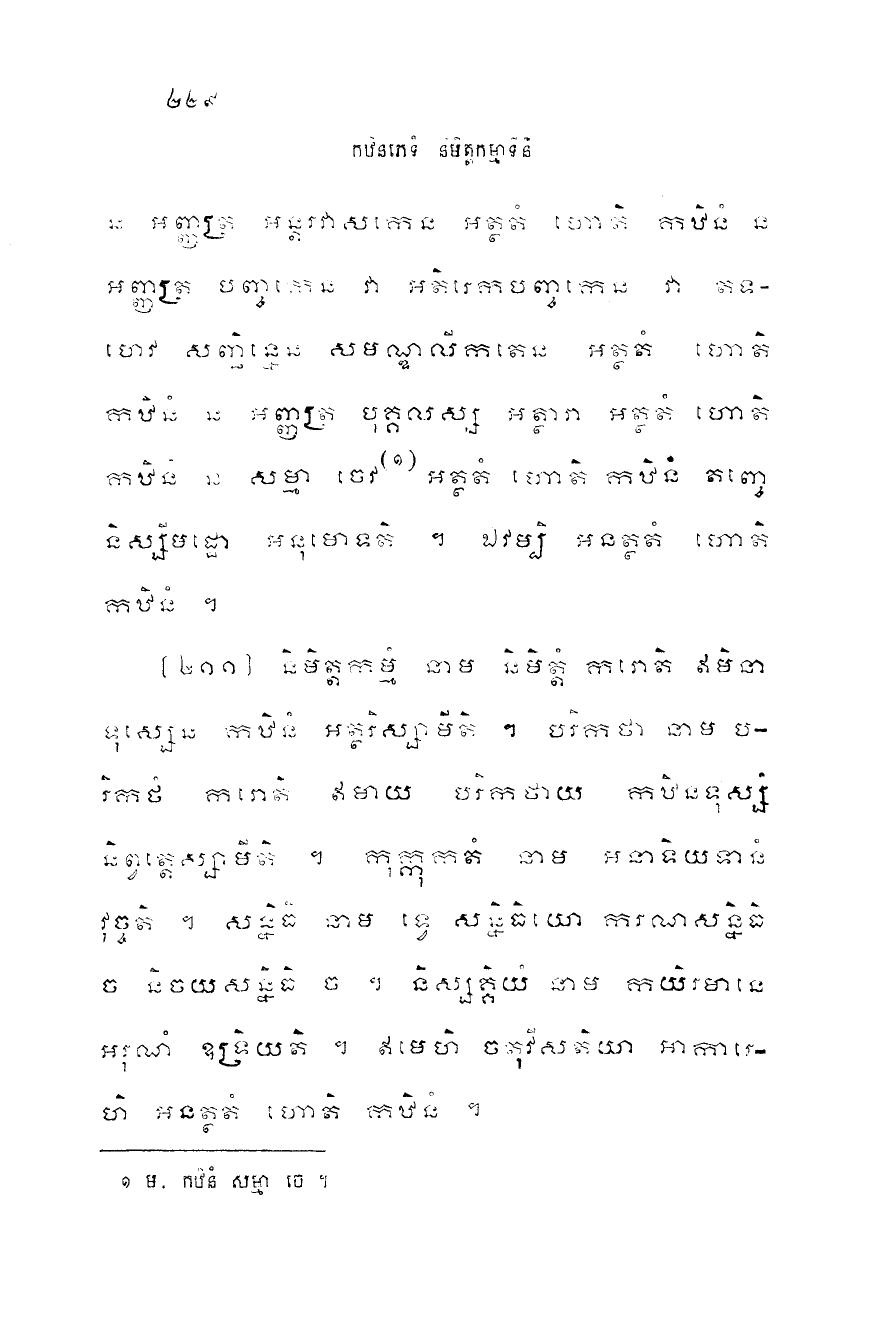 ២២៩
កឋិនភេទំ និមិត្តកម្មាទីនិ
ន អញ្ញត្រ អន្តរវាសកេន អត្ថតំ ហោតិ កឋិនំ ន
អញ្ញត្រ បញ្ចកេន វា អតិរេកបញ្ចកេន វា តទ-
ហេវ សញ្ឆិន្នេន សមណ្ឌលីកតេន អត្ថតំ ហោតិ
កឋិនំ ន អញ្ញត្រ បុគ្គលស្ស អត្ថារា អត្ថតំ ហោតិ
កឋិនំ ន សម្មា ចេវ(១) អត្ថតំ ហោតិ កឋិនំ តញ្ចេ
និស្សីមដ្ឋោ អនុមោទតិ ។ ឯវម្បិ អនត្ថតំ ហោតិ
កឋិនំ ។
[២១១] និមិត្តកម្មំ នាម និមិត្តំ ករោតិ ឥមិនា
ទុស្សេន កឋិនំ អត្ថរិស្សាមីតិ ។ បរិកថា នាម ប-
រិកថំ ករោតិ ឥមាយ បរិកថាយ កឋិនទុស្សំ
និព្វត្តេស្សាមីតិ ។ កុក្កុកតំ នាម អនាទិយទានំ
វុច្ចតិ ។ សន្និធិ នាម ទ្វេ សន្និធិយោ ករណសន្និធិ
ច និចយសន្និធិ ច ។ និស្សគ្គិយំ នាម កយិរមានេ
អរុណំ ឧទ្រិយតិ ។ ឥមេហិ ចតុវីសតិយា អាការេ-
ហិ អនត្ថតំ ហោតិ កឋិនំ ។
១ ម. កឋិនំ សម្មា ចេ ។